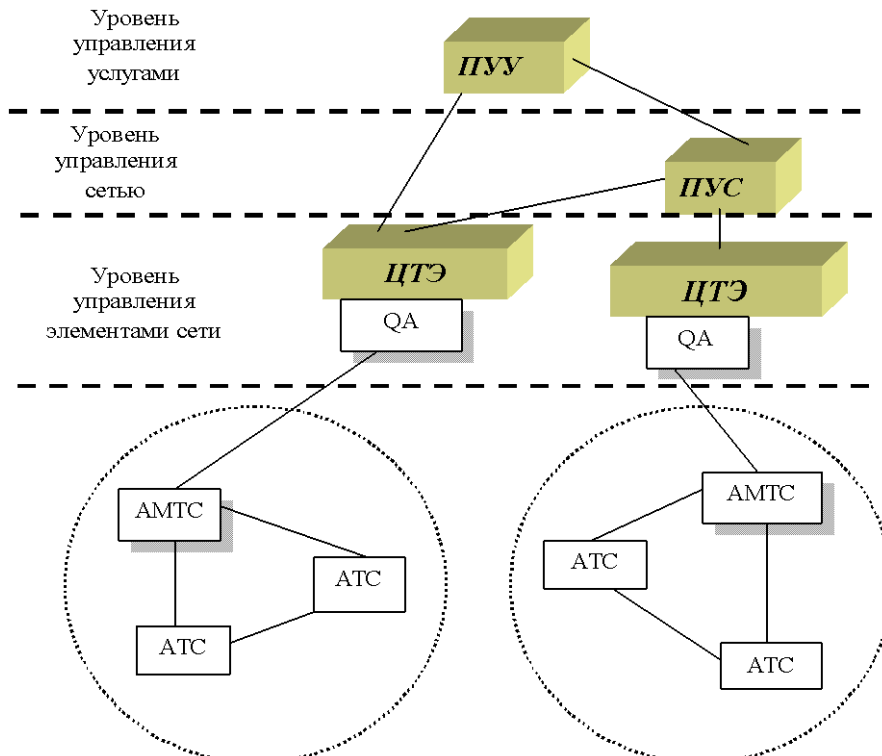 Уровень
управления
услугами
ПУУ
Уровень
управления
сетью
ПУС
Уровень
управления
элементами сети
ЦТЭ
QA
ЦТЭ
QA
АМТС
АТС
АТС
АМТС
АТС
АТС